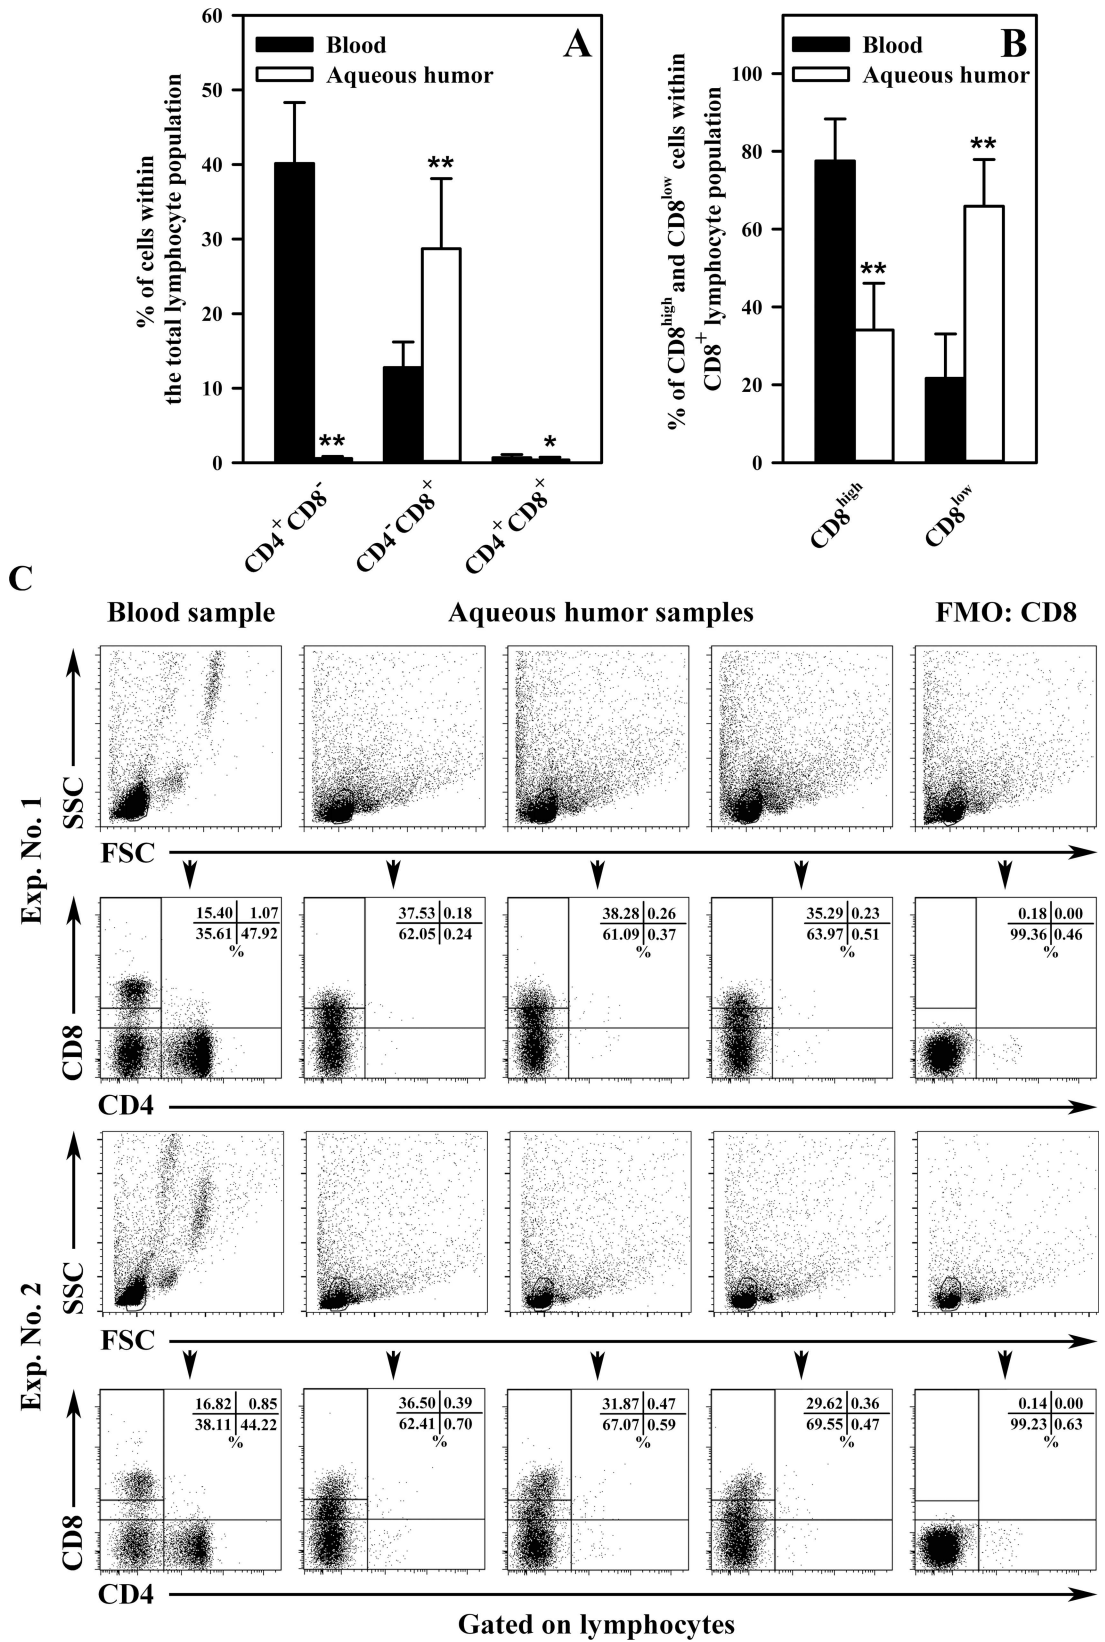 A
Blood
Aqueous humor
60
50
40
30
20
10
0
% of cells within
the total lymphocyte population
**
**
*
CD4+CD8-
CD4-CD8+
CD4+CD8+
B
Blood
Aqueous humor
100
80
60
40
20
0
% of CD8high and CD8low cells within
CD8+ lymphocyte population
**
**
CD8high
CD8low
C
Blood sample
Aqueous humor samples
FMO: CD8
Exp. No. 1
SSC
FSC
15.40 1.07
35.61 47.92
%
37.53 0.18
62.05 0.24
38.28 0.26
61.09 0.37
%
35.29 0.23
63.97 0.51
%
0.18 0.00
99.36 0.46
%
CD8
CD4
Exp. No. 2
SSC
FSC
16.82 0.85
38.11 44.22
%
36.50 0.39
62.41 0.70
%
31.87 0.47
67.07 0.59
%
29.62 0.36
69.55 0.47
%
0.14 0.00
99.23 0.63
%
CD8
CD4
Gated on lymphocytes